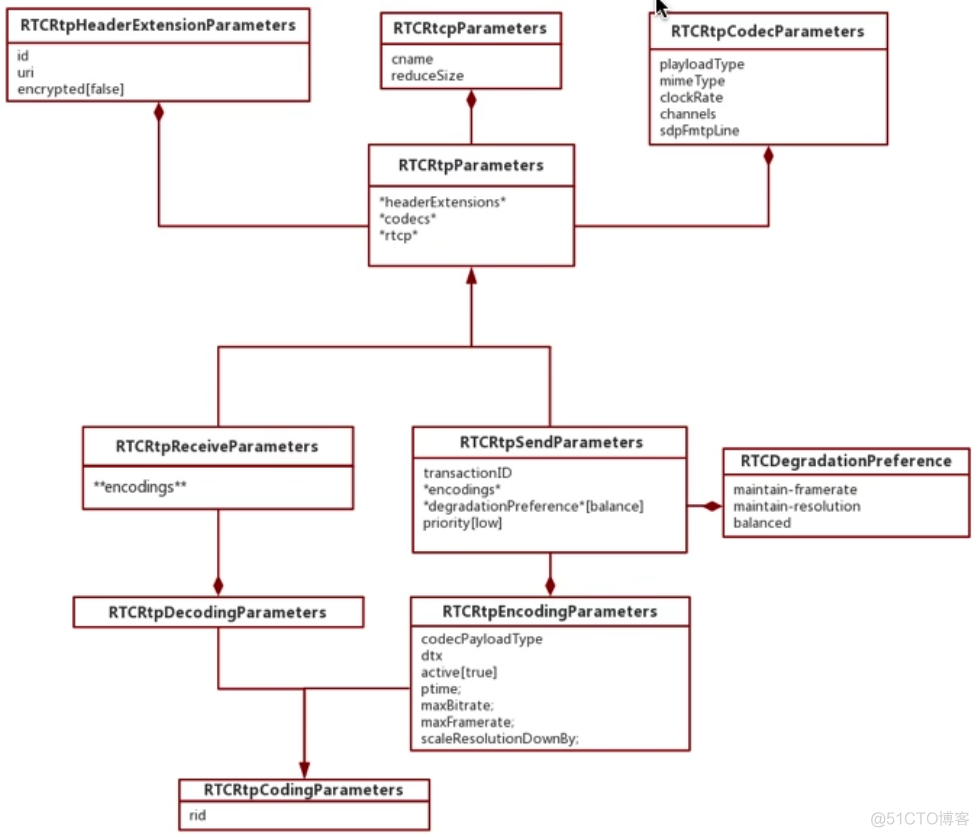 RTCRtpHeaderExtensionParameters
id
uri
encrypted[false]
RTCRtcpParameters
cname
reduceSize
RTCRtpCodecParameters
playloadType
mimeType
clockRate
channels
sdpFmtpLine
RTCRtpParameters
*headerExtensions*
*codecs*
*rtcp*
RTCRtpReceiveParameters
**encodings**
RTCRtpSendParameters
transactionID
*encodings*
*degradationPreference*[balance]
priority[low]
RTCDegradationPreference
maintain-framerate
maintain-resolution
balanced
RTCRtpDecodingParameters
RTCRtpEncodingParameters
codecPayloadType
dtx
active[true]
ptime;
maxBitrate;
maxFramerate;
scaleResolutionDownBy;
RTCRtpCodingParameters
rid
@51CTO博客